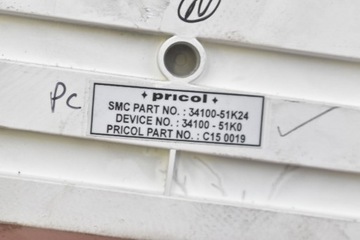 PC
pricol
SMC PART NO. : 34100-51K24
DEVICE NO. : 34100 - 51K0
PRICOL PART NO. : C15 0019